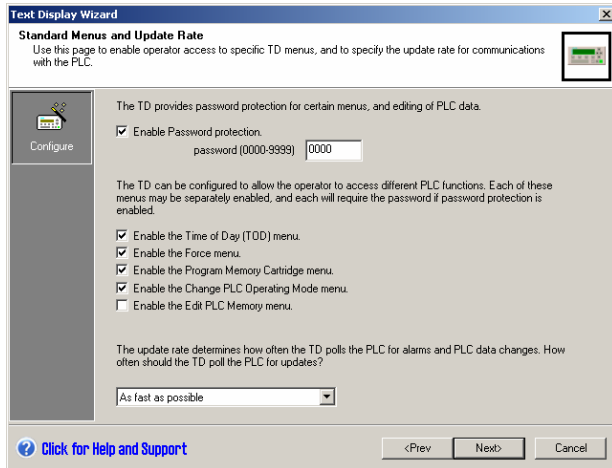 Text Display Wizard
Standard Menus and Update Rate
Use this page to enable operator access to specific TD menus, and to specify the update rate for communications
with the PLC.
Configure
The TD provides password protection for certain menus, and editing of PLC data.
Enable Password protection.
password (0000-9999) 0000
The TD can be configured to allow the operator to access different PLC functions. Each of these
menus may be separately enabled, and each will require the password if password protection is
enabled.
Enable the Time of Day (TOD) menu.
Enable the Force menu.
Enable the Program Memory Cartridge menu.
Enable the Change PLC Operating Mode menu.
Enable the Edit PLC Memory menu.
The update rate determines how often the TD polls the PLC for alarms and PLC data changes. How
often should the TD poll the PLC for updates?
As fast as possible
Click for Help and Support
<Prev
Next>
Cancel